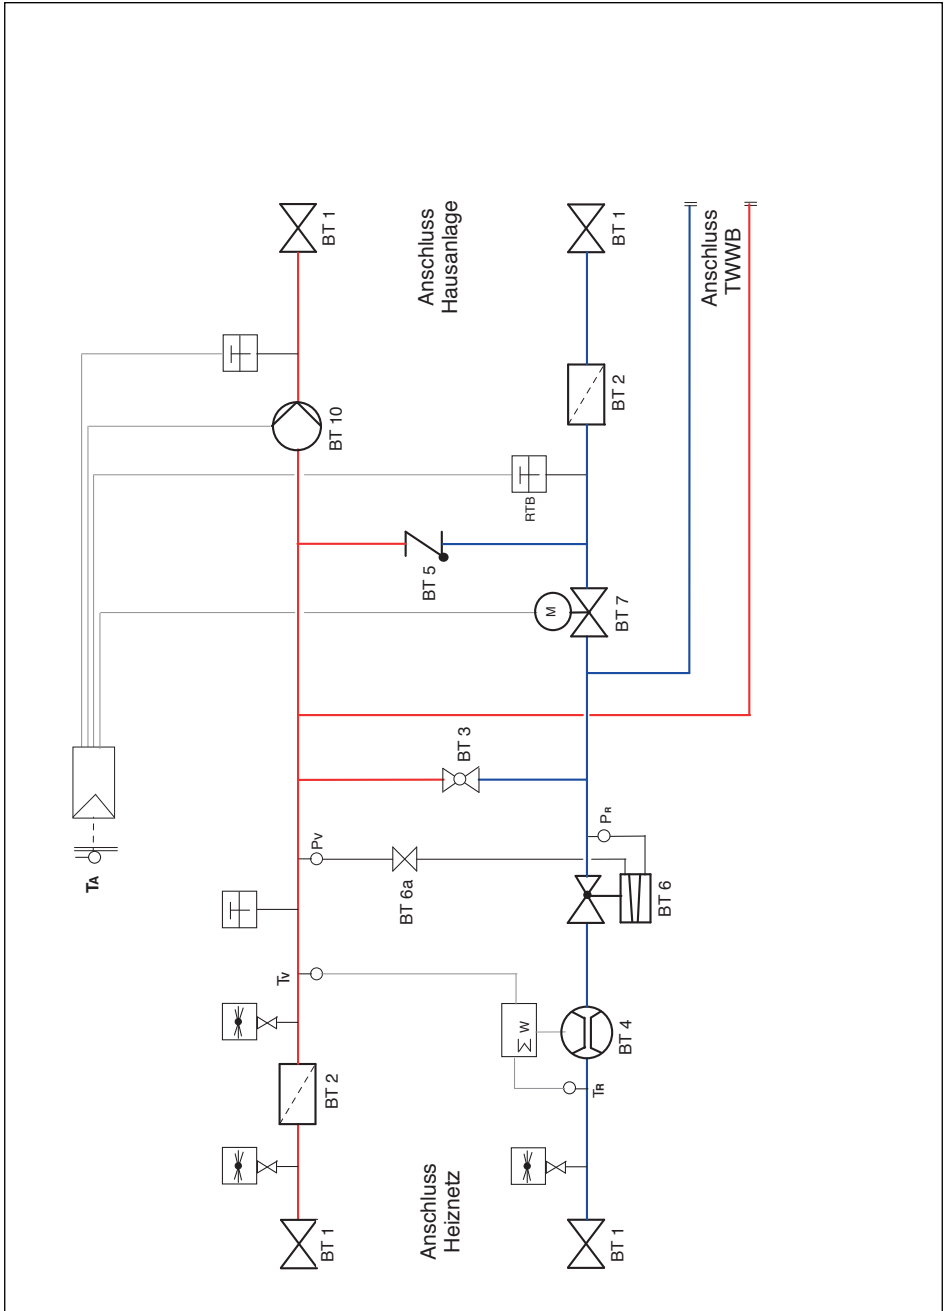 TA
BT 10
BT 1
BT 1
Anschluss
Hausanlage
Anschluss
TWWB
BT 2
RTB
BT 5
M
BT 7
BT 3
PV
PR
BT 6a
BT 6
TV
Σ W
BT 4
TR
BT 2
Anschluss
Heiznetz
BT 1
BT 1